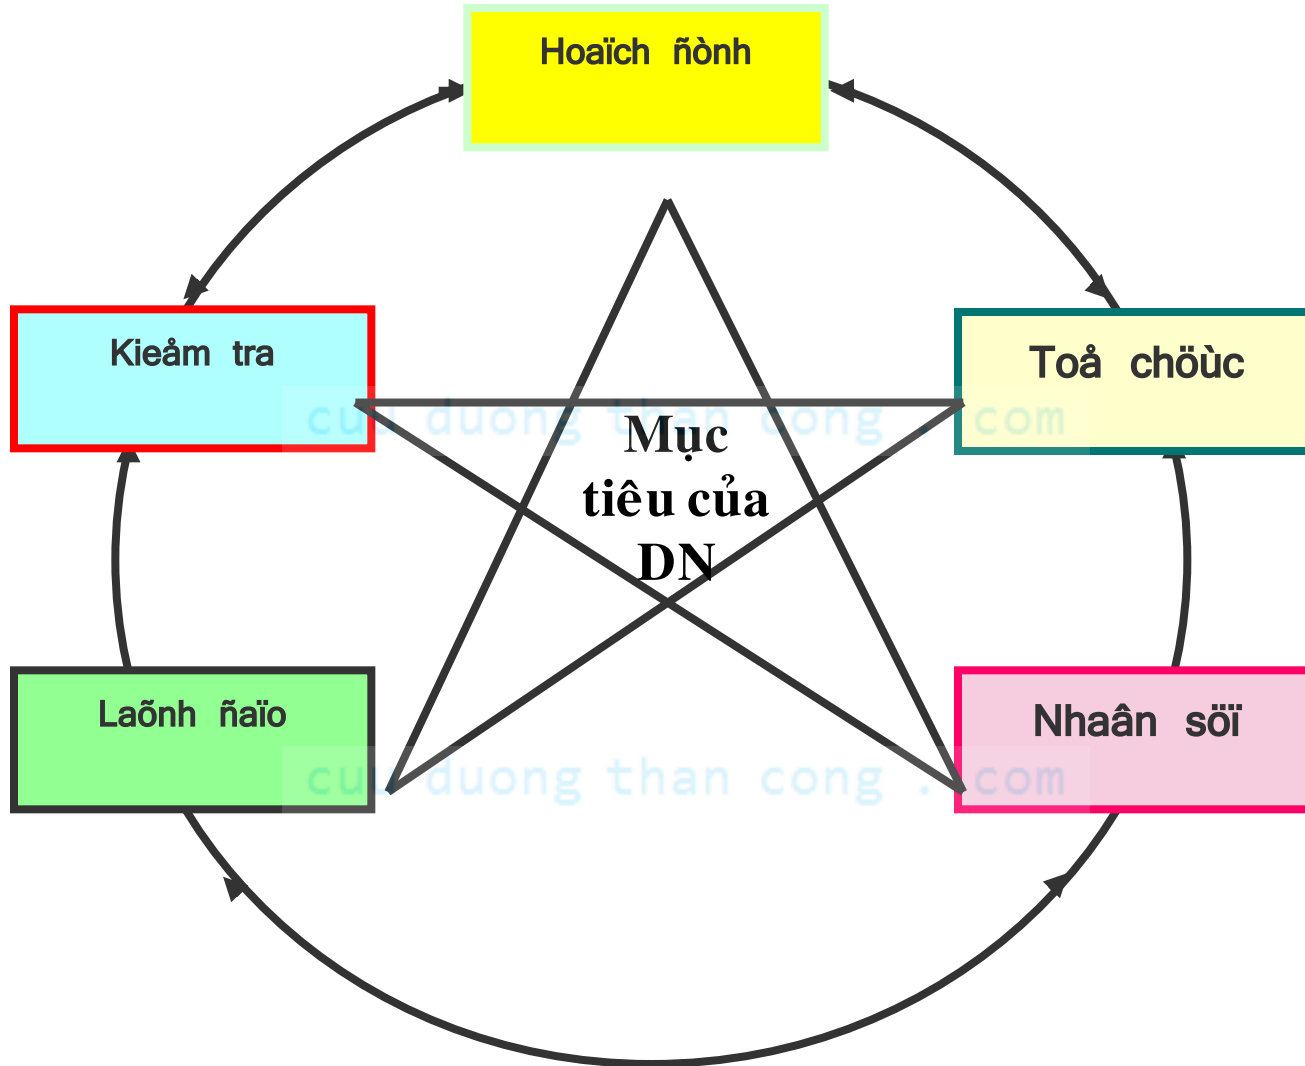 Hoaïch ñònh
Kieåm tra
Toå chöùc
cuu duong than cong . com
Mục
tiêu của
DN
Laõnh ñaïo
Nhaân söï
cuu duong than cong . com